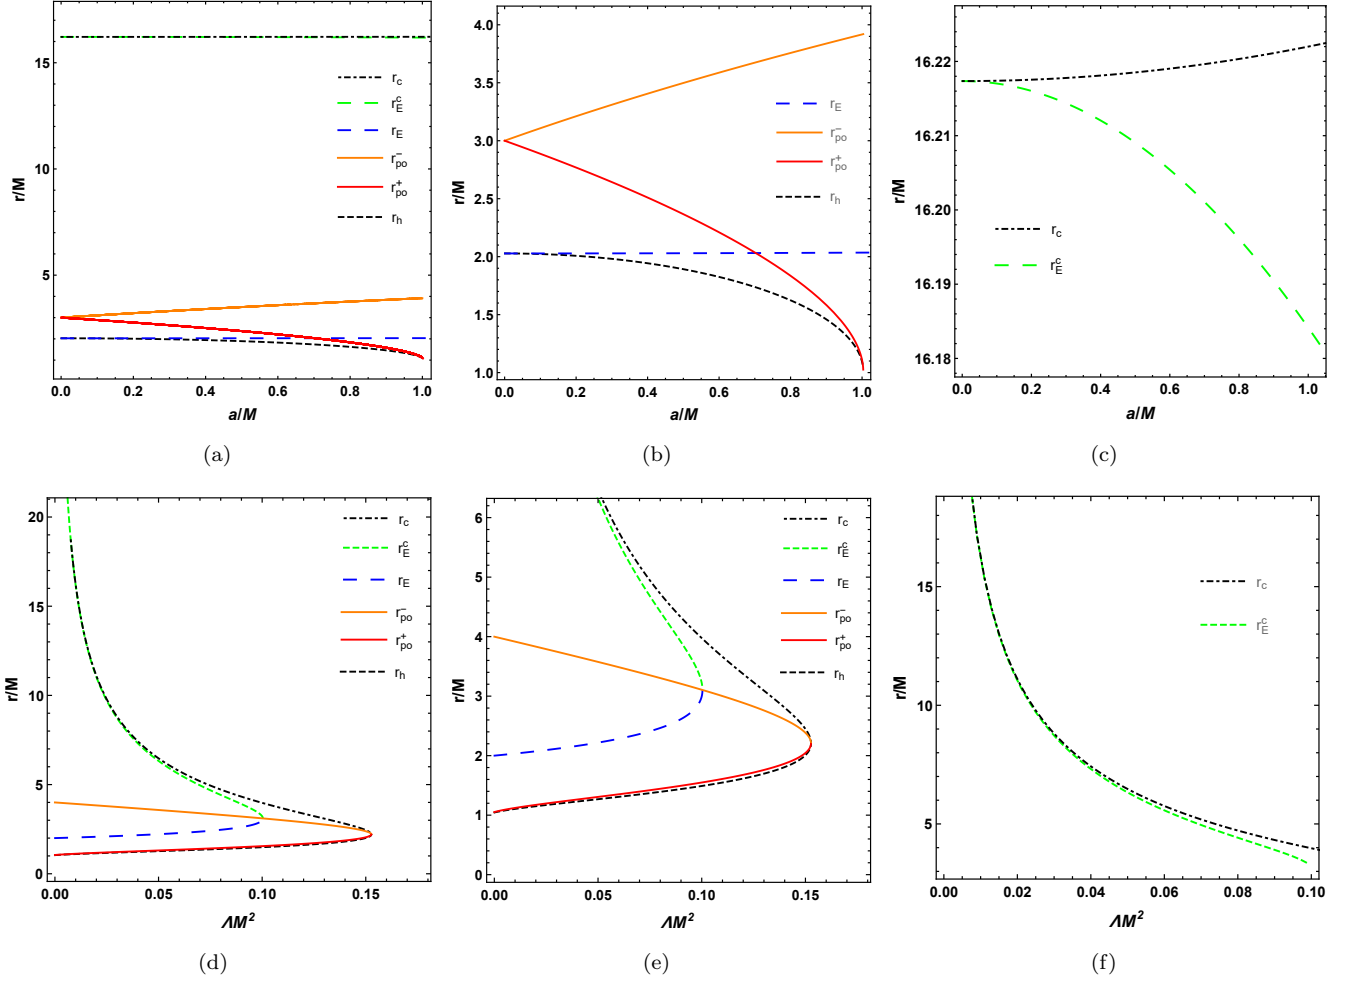 r/M
15
10
5
0.0 0.2 0.4 0.6 0.8 1.0
a/M
r_c
r_E^c
r_E
r_po^-
r_po^+
r_h
(a)
r/M
4.0
3.5
3.0
2.5
2.0
1.5
1.0
0.0 0.2 0.4 0.6 0.8 1.0
a/M
r_E
r_po^-
r_po^+
r_h
(b)
r/M
16.22
16.21
16.20
16.19
16.18
0.0 0.2 0.4 0.6 0.8 1.0
a/M
r_c
r_E^c
(c)
r/M
20
15
10
5
0
0.00 0.05 0.10 0.15
ΛM²
r_c
r_E^c
r_E
r_po^-
r_po^+
r_h
(d)
r/M
6
5
4
3
2
1
0
0.00 0.05 0.10 0.15
ΛM²
r_c
r_E^c
r_E
r_po^-
r_po^+
r_h
(e)
r/M
15
10
5
0.00 0.02 0.04 0.06 0.08 0.10
ΛM²
r_c
r_E^c
(f)